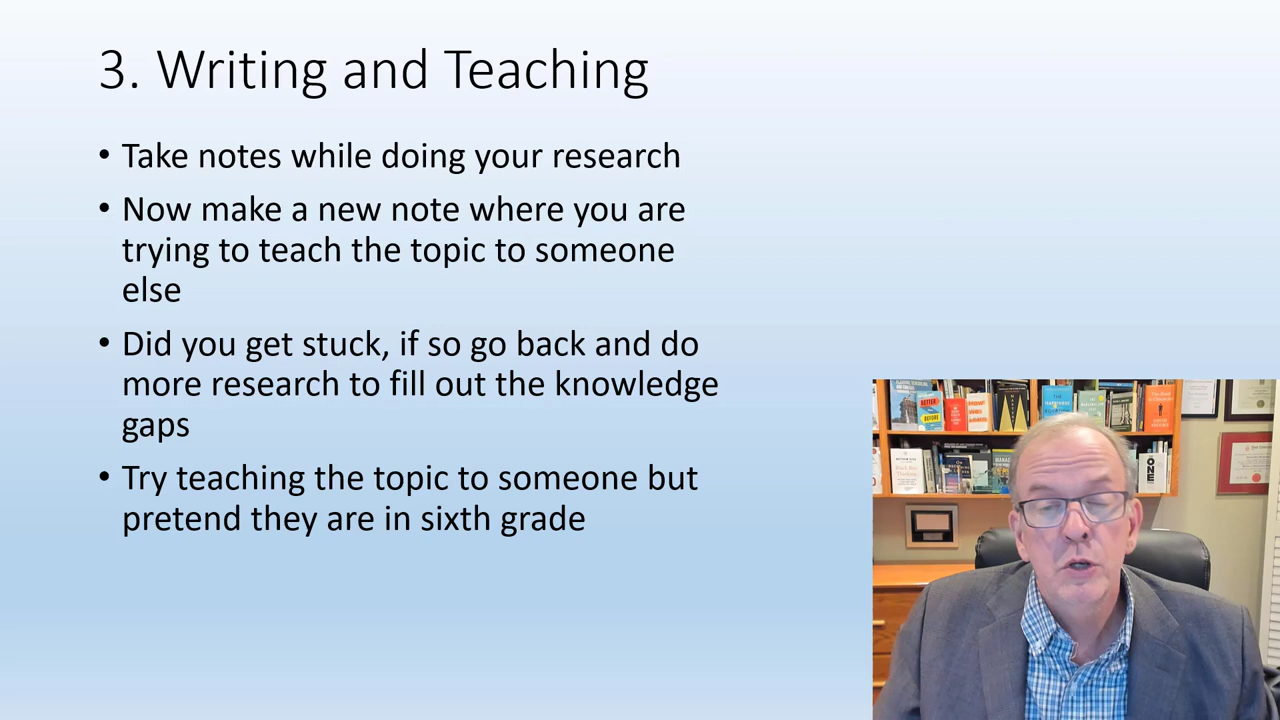 3. Writing and Teaching
• Take notes while doing your research
• Now make a new note where you are
trying to teach the topic to someone
else
• Did you get stuck, if so go back and do
more research to fill out the knowledge
gaps
• Try teaching the topic to someone but
pretend they are in sixth grade